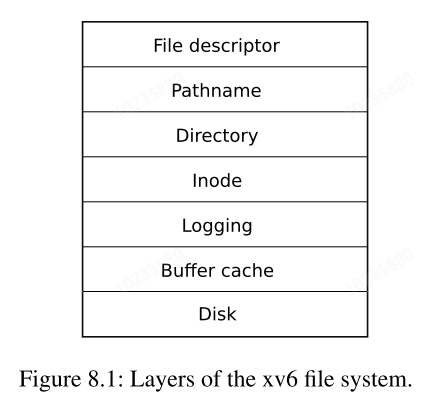 File descriptor
Pathname
Directory
Inode
Logging
Buffer cache
Disk
Figure 8.1: Layers of the xv6 file system.